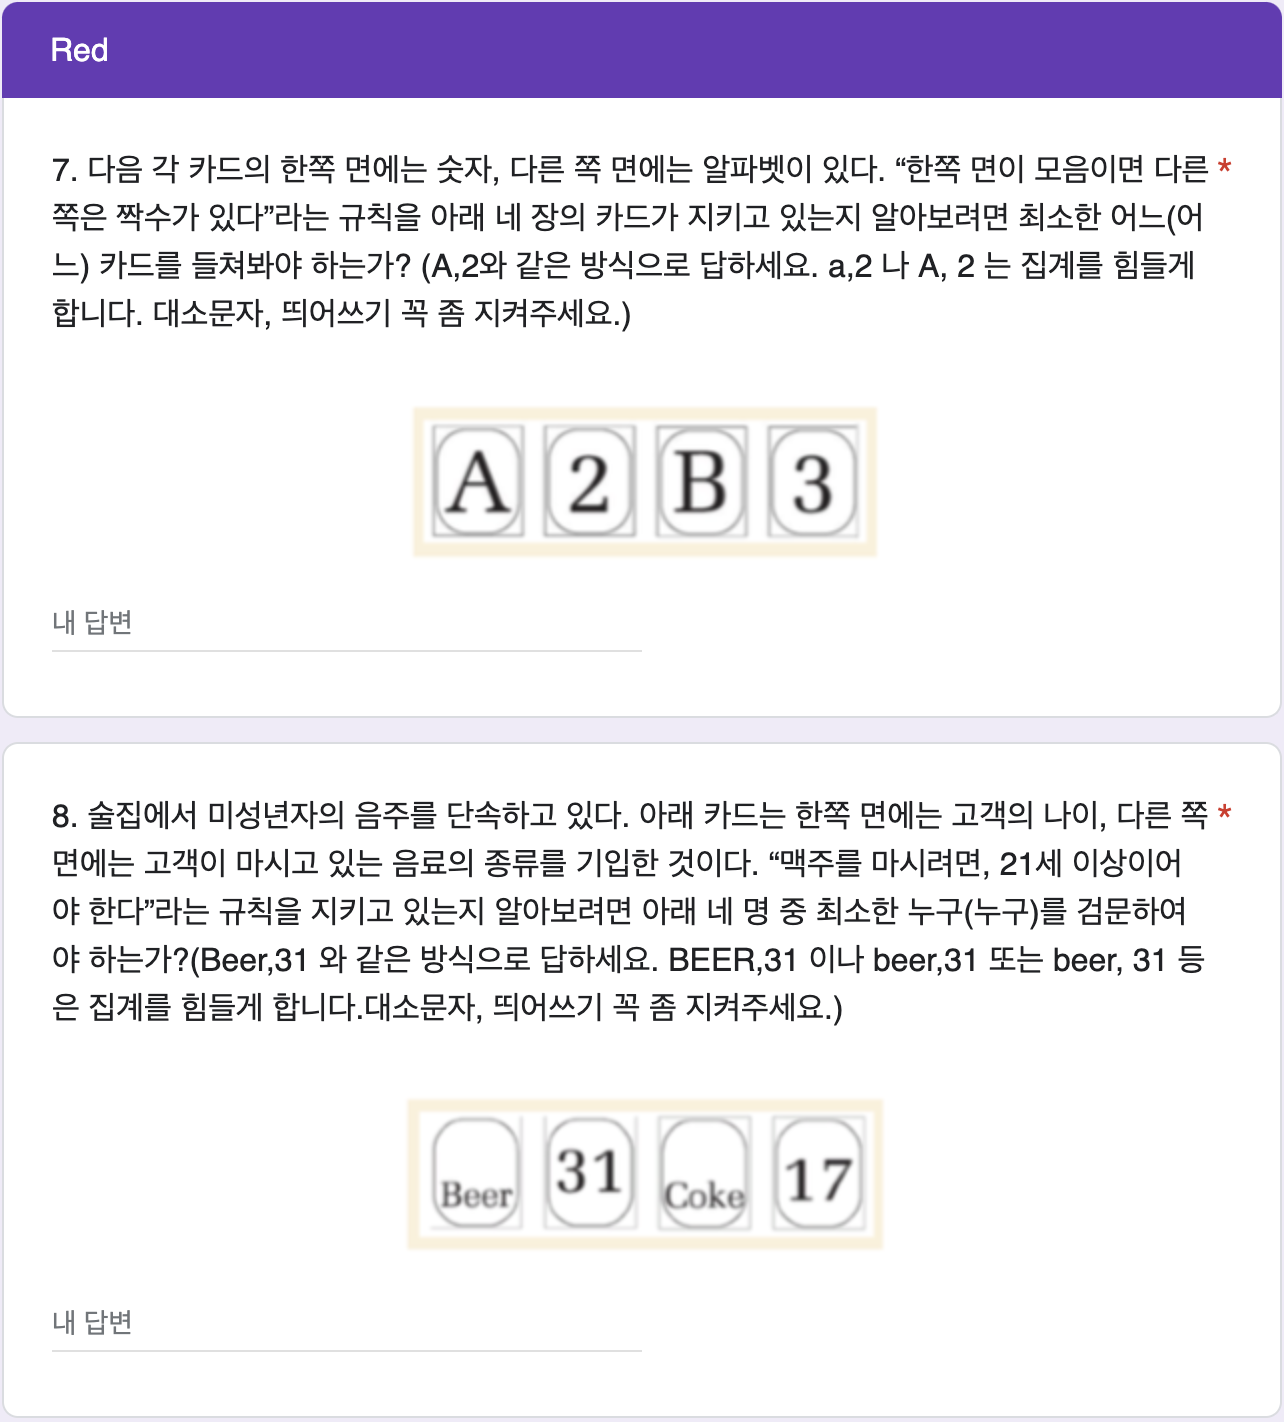 Red
7. 다음 각 카드의 한쪽 면에는 숫자, 다른 쪽 면에는 알파벳이 있다. “한쪽 면이 모음이면 다른 *
쪽은 짝수가 있다”라는 규칙을 아래 네 장의 카드가 지키고 있는지 알아보려면 최소한 어느(어
느) 카드를 들쳐봐야 하는가? (A,2와 같은 방식으로 답하세요. a,2 나 A, 2 는 집계를 힘들게
합니다. 대소문자, 띄어쓰기 꼭 좀 지켜주세요.)
A 2 B 3
내 답변
8. 술집에서 미성년자의 음주를 단속하고 있다. 아래 카드는 한쪽 면에는 고객의 나이, 다른 쪽 *
면에는 고객이 마시고 있는 음료의 종류를 기입한 것이다. “맥주를 마시려면, 21세 이상이어
야 한다”라는 규칙을 지키고 있는지 알아보려면 아래 네 명 중 최소한 누구(누구)를 검문하여
야 하는가?(Beer,31 와 같은 방식으로 답하세요. BEER,31 이나 beer,31 또는 beer, 31 등
은 집계를 힘들게 합니다.대소문자, 띄어쓰기 꼭 좀 지켜주세요.)
Beer 31 Coke 17
내 답변